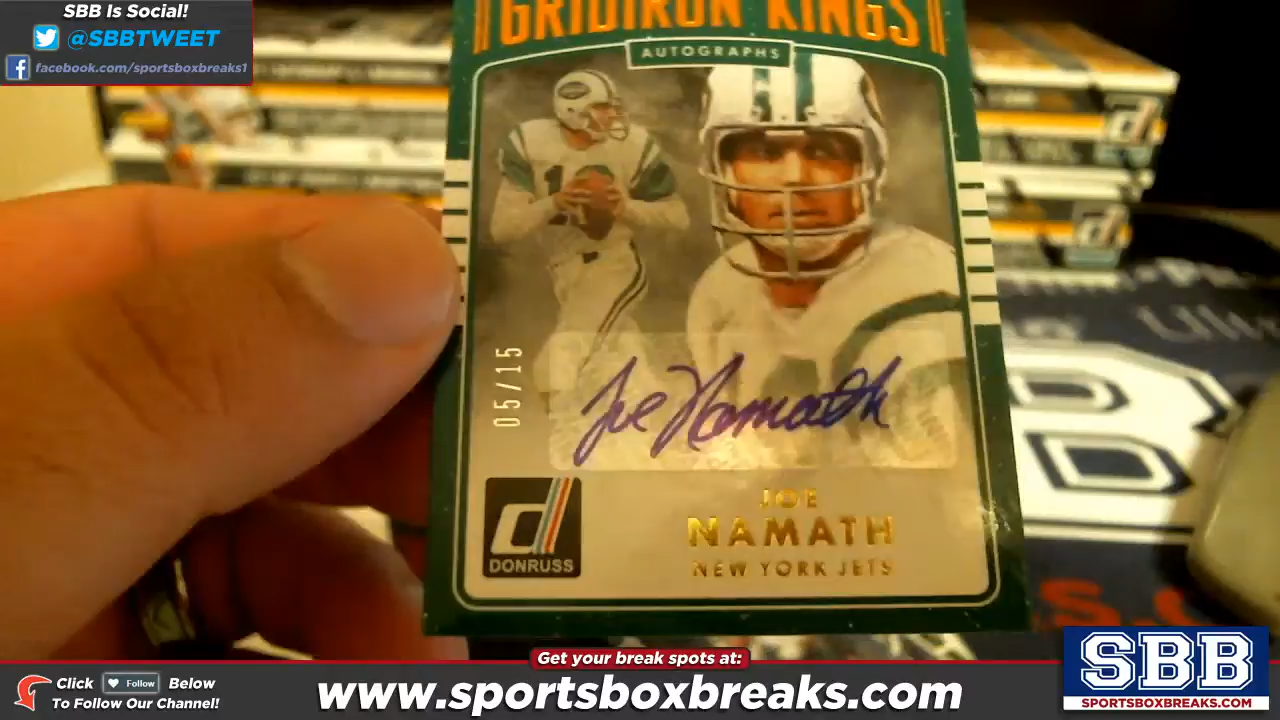 SBB Is Social!
@SBBTWEET
facebook.com/sportsboxbreaks1
GRIDIRON KINGS
AUTOGRAPHS
05/15
Joe Namath
d
DONRUSS
JOE
NAMATH
NEW YORK JETS
Get your break spots at:
Click Follow Below
To Follow Our Channel!
www.sportsboxbreaks.com
SBB
SPORTSBOXBREAKS.COM